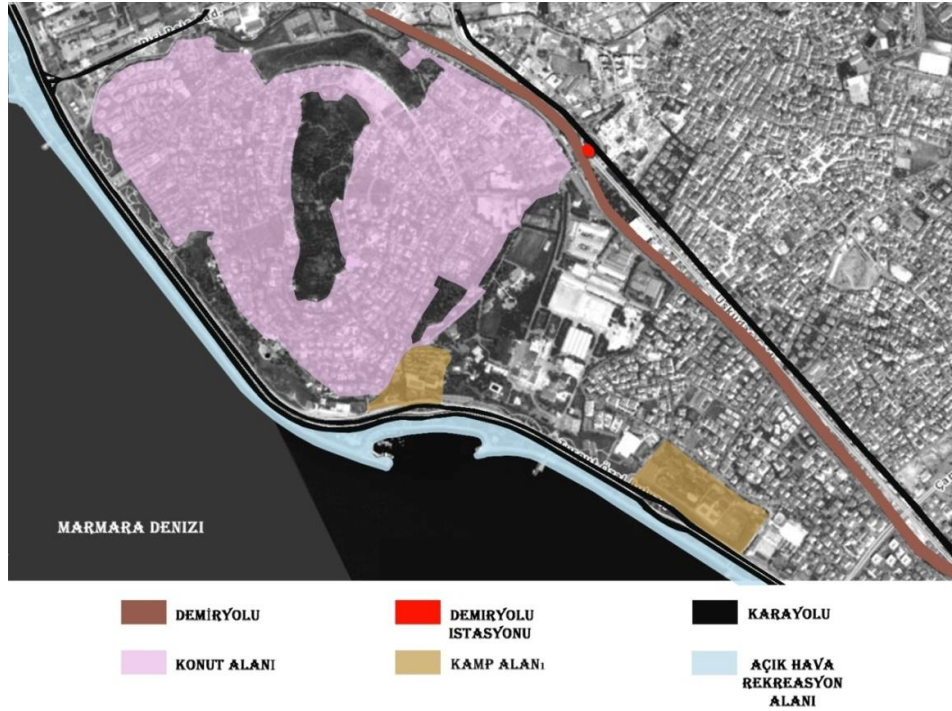 MARMARA DENIZI
DEMİRYOLU
DEMIRYOLU
ISTASYONU
KARAYOLU
KONUT ALANI
KAMP ALANı
AÇIK HAVA
REKREASYON
ALANI